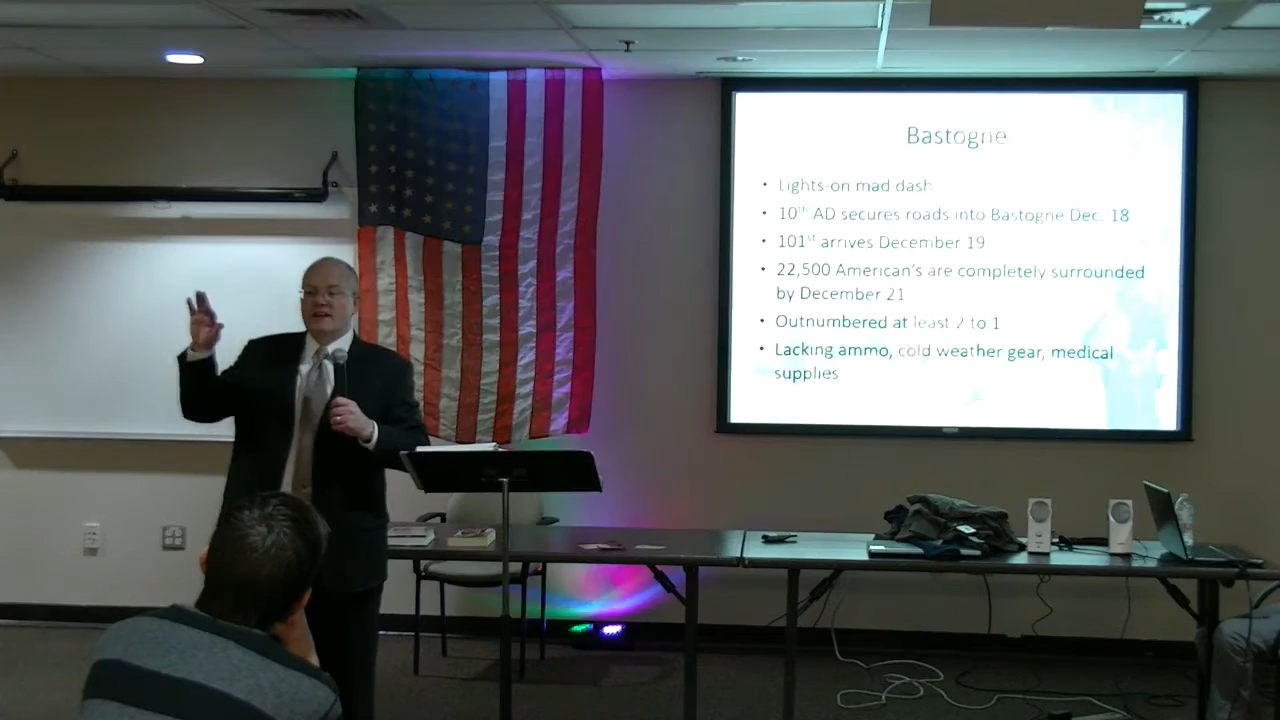 Bastogne
• Lights-on mad dash
• 10th AD secures roads into Bastogne Dec. 18
• 101st arrives December 19
• 22,500 American's are completely surrounded
by December 21
• Outnumbered at least 2 to 1
• Lacking ammo, cold weather gear, medical
supplies